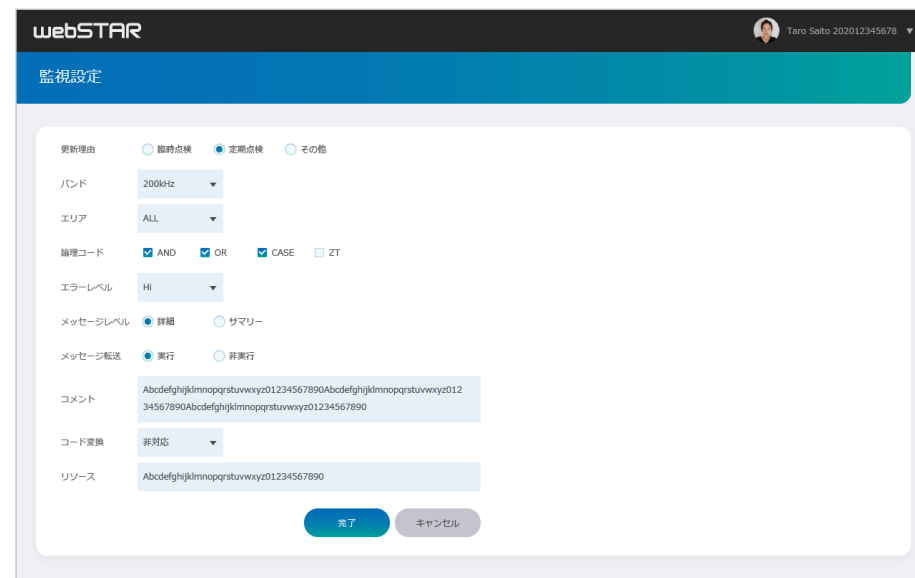 webSTAR
Taro Saito 202012345678
監視設定
更新理由 臨時点検 定期点検 その他
バンド 200kHz
エリア ALL
論理コード AND OR CASE ZT
エラーレベル Hi
メッセージレベル 詳細 サマリー
メッセージ転送 実行 非実行
コメント
Abcdefghijklmnopqrstuvwxyz01234567890Abcdefghijklmnopqrstuvwxyz012
34567890Abcdefghijklmnopqrstuvwxyz01234567890
コード変換 非対応
リソース Abcdefghijklmnopqrstuvwxyz01234567890
完了 キャンセル